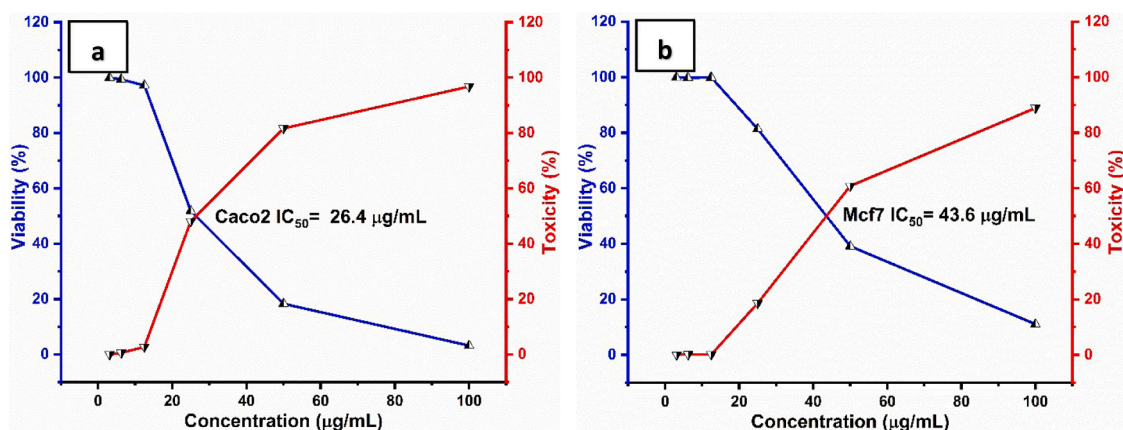 a
Viability (%)
120
100
80
60
40
20
0
Caco2 IC50= 26.4 µg/mL
120
100
80
60
40
20
0
Toxicity (%)
0 20 40 60 80 100
Concentration (µg/mL)
b
Viability (%)
120
100
80
60
40
20
0
Mcf7 IC50= 43.6 µg/mL
120
100
80
60
40
20
0
Toxicity (%)
0 20 40 60 80 100
Concentration (µg/mL)